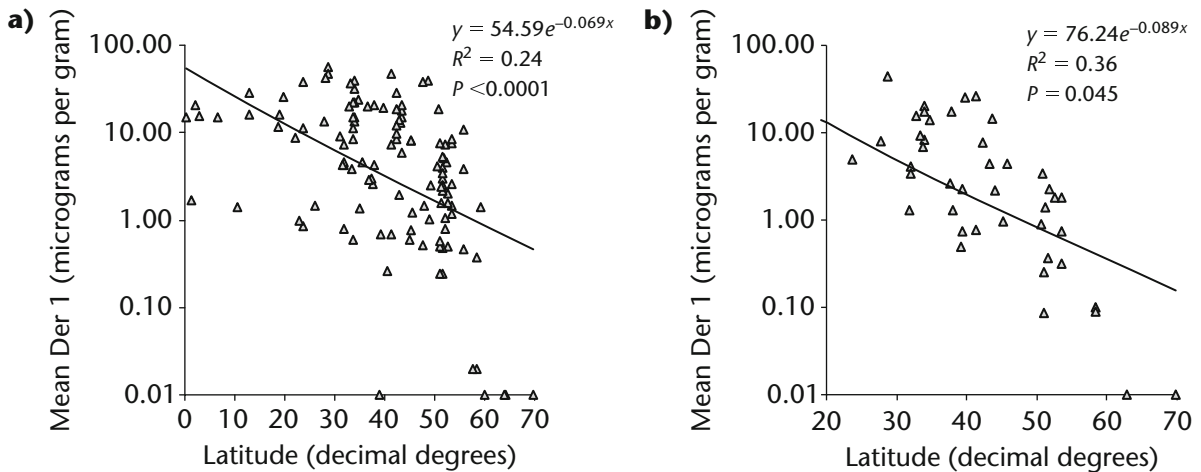 a)
y = 54.59e^–0.069x
R² = 0.24
P <0.0001
Mean Der 1 (micrograms per gram)
100.00
10.00
1.00
0.10
0.01
0 10 20 30 40 50 60 70
Latitude (decimal degrees)
b)
y = 76.24e^–0.089x
R² = 0.36
P = 0.045
Mean Der 1 (micrograms per gram)
100.00
10.00
1.00
0.10
0.01
20 30 40 50 60 70
Latitude (decimal degrees)